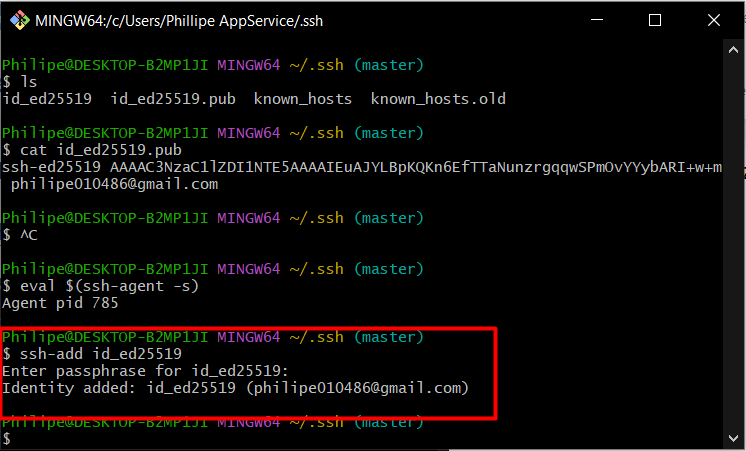 MINGW64:/c/Users/Phillipe AppService/.ssh
Philipe@DESKTOP-B2MP1JI MINGW64 ~/.ssh (master)
$ ls
id_ed25519  id_ed25519.pub  known_hosts  known_hosts.old
Philipe@DESKTOP-B2MP1JI MINGW64 ~/.ssh (master)
$ cat id_ed25519.pub
ssh-ed25519 AAAAC3NzaC1lZDI1NTE5AAAAIEuAJYLBpKQKn6EfTTaNunzrgqqwSPmOvYYybARI+w+m
philipe010486@gmail.com
Philipe@DESKTOP-B2MP1JI MINGW64 ~/.ssh (master)
$ ^C
Philipe@DESKTOP-B2MP1JI MINGW64 ~/.ssh (master)
$ eval $(ssh-agent -s)
Agent pid 785
Philipe@DESKTOP-B2MP1JI MINGW64 ~/.ssh (master)
$ ssh-add id_ed25519
Enter passphrase for id_ed25519:
Identity added: id_ed25519 (philipe010486@gmail.com)
Philipe@DESKTOP-B2MP1JI MINGW64 ~/.ssh (master)
$